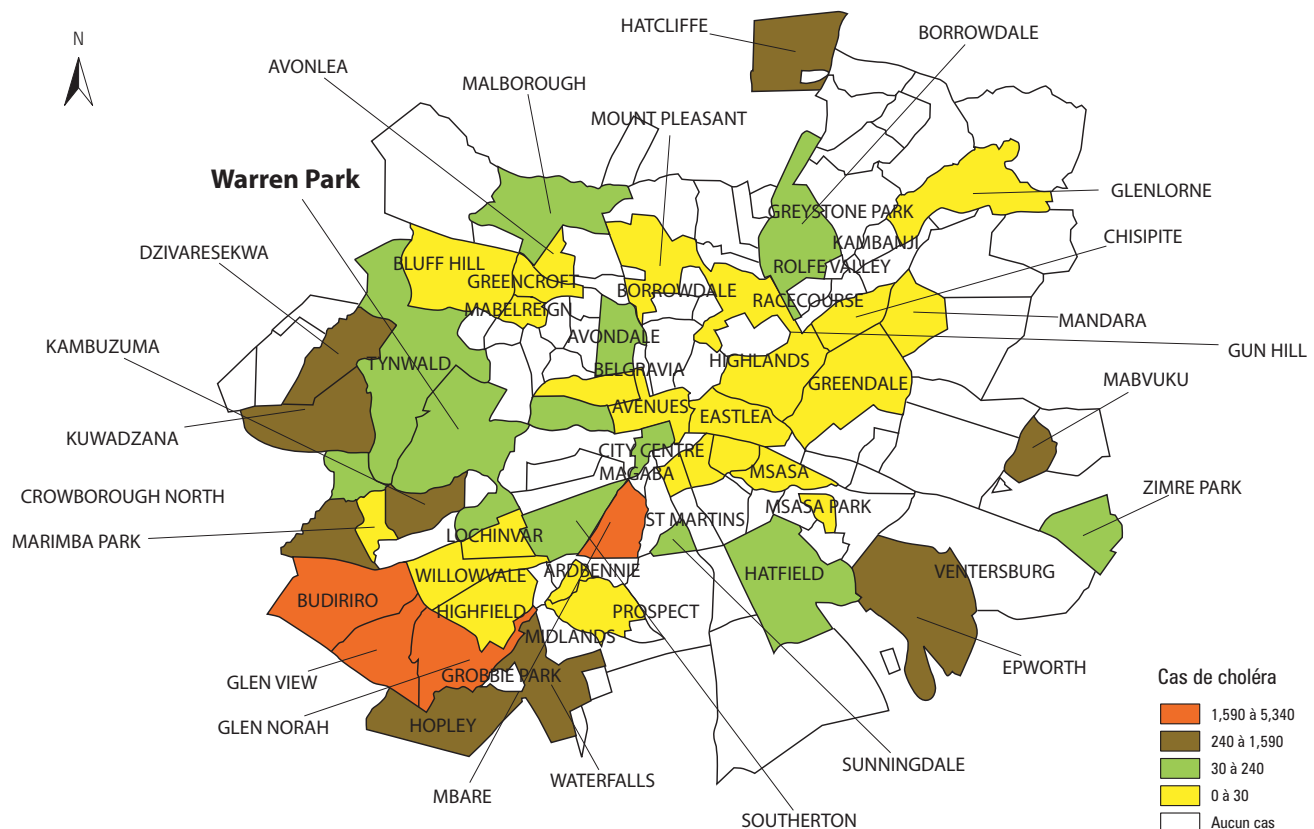 HATCLIFFE
BORROWDALE
N
AVONLEA
MALBOROUGH
MOUNT PLEASANT
Warren Park
GLENLORNE
GREYSTONE PARK
CHISIPITE
KAMBANJI
DZIVARESEKWA
BLUFF HILL
ROLFE VALLEY
GREENCROFT
BORROWDALE
RACECOURSE
MABELREIGN
MANDARA
KAMBUZUMA
AVONDALE
GUN HILL
TYNWALD
HIGHLANDS
BELGRAVIA
GREENDALE
MABVUKU
AVENUES
EASTLEA
KUWADZANA
CITY CENTRE
MAGABA
MSASA
ZIMRE PARK
CROWBOROUGH NORTH
MSASA PARK
ST MARTINS
LOCHINVAR
MARIMBA PARK
ARDBENNIE
VENTERSBURG
WILLOWVALE
HATFIELD
BUDIRIRO
HIGHFIELD
PROSPECT
MIDLANDS
EPWORTH
GROBBIE PARK
GLEN VIEW
Cas de choléra
1,590 à 5,340
GLEN NORAH
HOPLEY
240 à 1,590
SUNNINGDALE
30 à 240
WATERFALLS
MBARE
0 à 30
SOUTHERTON
Aucun cas